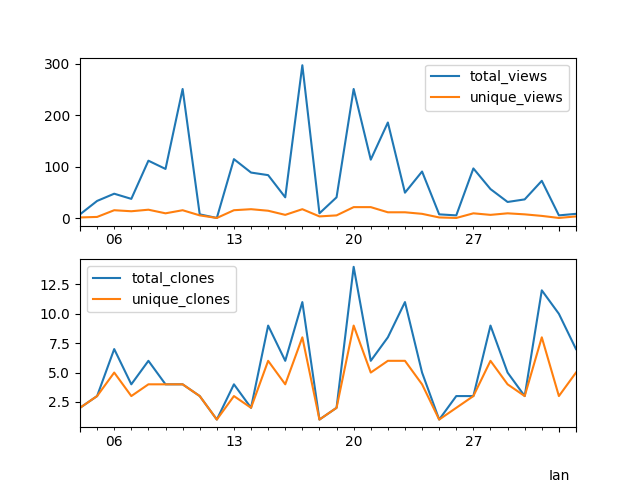 300
200
100
0
total_views
unique_views
06 13 20 27
12.5
10.0
7.5
5.0
2.5
total_clones
unique_clones
06 13 20 27
Jan